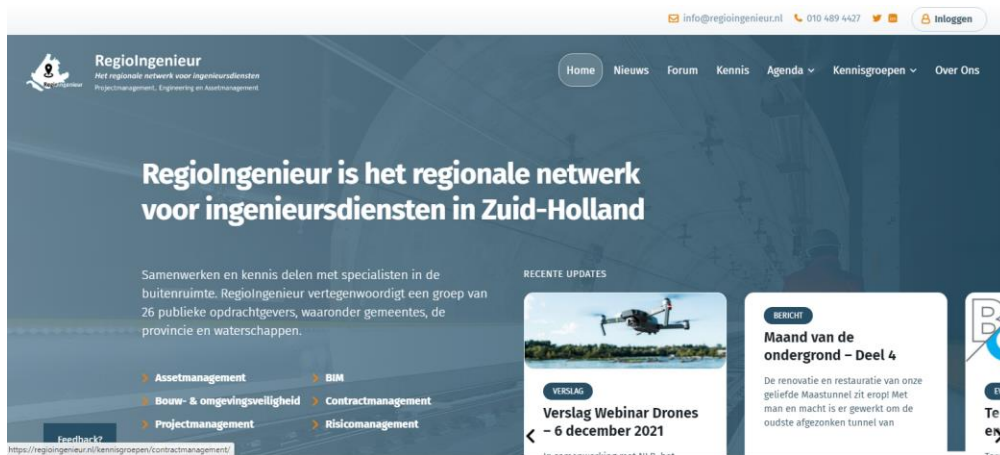 info@regioingenieur.nl 010 489 4427 Inloggen
RegioIngenieur
Het regionale netwerk voor ingenieursdiensten
Projectmanagement, Engineering en Assetmanagement
Home Nieuws Forum Kennis Agenda Kennisgroepen Over Ons
RegioIngenieur is het regionale netwerk
voor ingenieursdiensten in Zuid-Holland
Samenwerken en kennis delen met specialisten in de
buitenruimte. RegioIngenieur vertegenwoordigt een groep van
26 publieke opdrachtgevers, waaronder gemeentes, de
provincie en waterschappen.
Assetmanagement
Bouw- & omgevingsveiligheid
Projectmanagement
BIM
Contractmanagement
Risicomanagement
RECENTE UPDATES
VERSLAG
Verslag Webinar Drones
– 6 december 2021
BERICHT
Maand van de
ondergrond – Deel 4
De renovatie en restauratie van onze
geliefde Maastunnel zit erop! Met
man en macht is er gewerkt om de
oudste afgezonken tunnel van
Feedback?
https://regioingenieur.nl/kennisgroepen/contractmanagement/